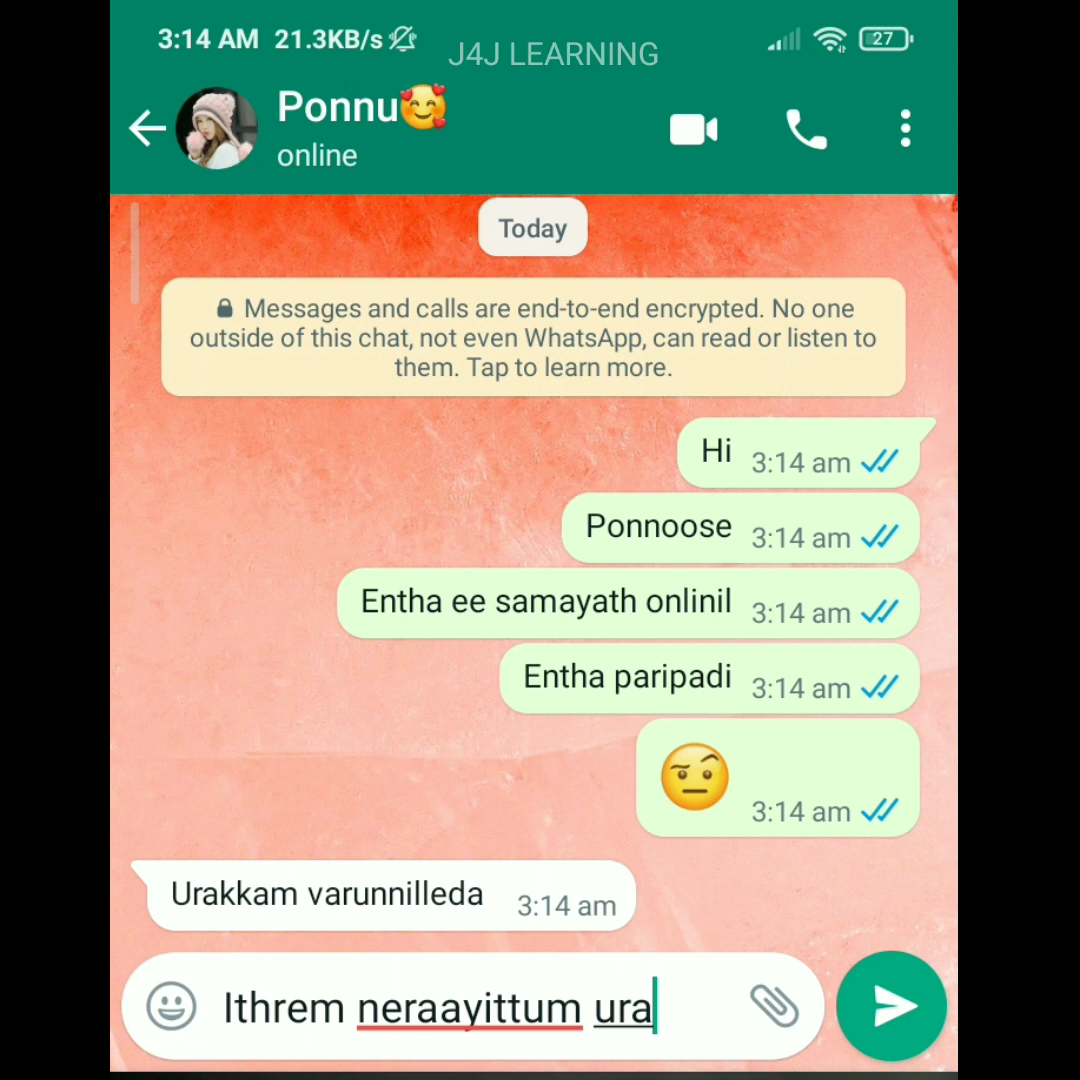 3:14 AM 21.3KB/s 27
J4J LEARNING
Ponnu🥰
online
Today
Messages and calls are end-to-end encrypted. No one
outside of this chat, not even WhatsApp, can read or listen to
them. Tap to learn more.
Hi 3:14 am
Ponnoose 3:14 am
Entha ee samayath onlinil 3:14 am
Entha paripadi 3:14 am
🤨 3:14 am
Urakkam varunnilleda 3:14 am
Ithrem neraayittum ura